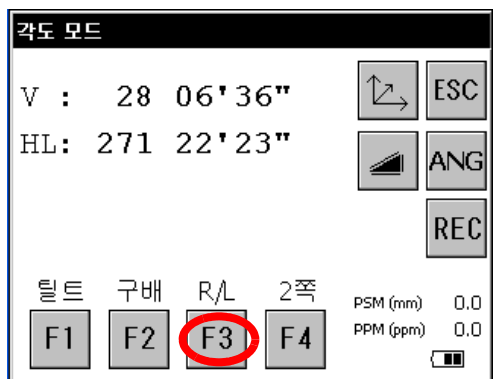 각도 모드
V : 28 06'36"
HL: 271 22'23"
ESC
ANG
REC
틸트 구배 R/L 2쪽
F1 F2 F3 F4
PSM (mm) 0.0
PPM (ppm) 0.0